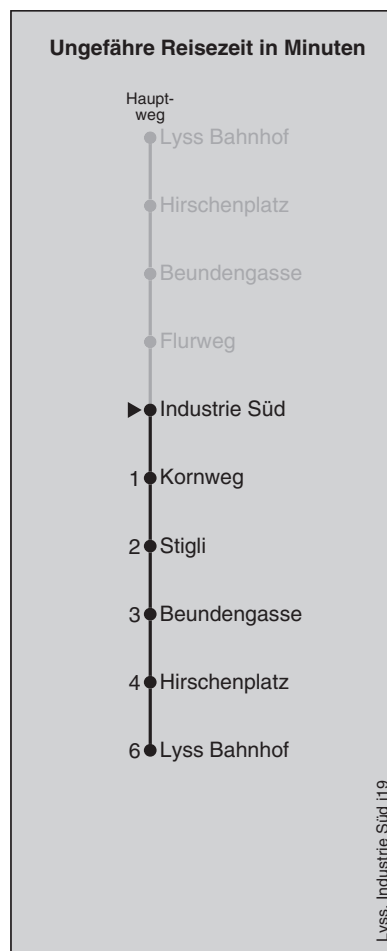 Ungefähre Reisezeit in Minuten
Haupt-
weg
Lyss Bahnhof
Hirschenplatz
Beundengasse
Flurweg
Industrie Süd
1 Kornweg
2 Stigli
3 Beundengasse
4 Hirschenplatz
6 Lyss Bahnhof
Lyss, Industrie Süd j19